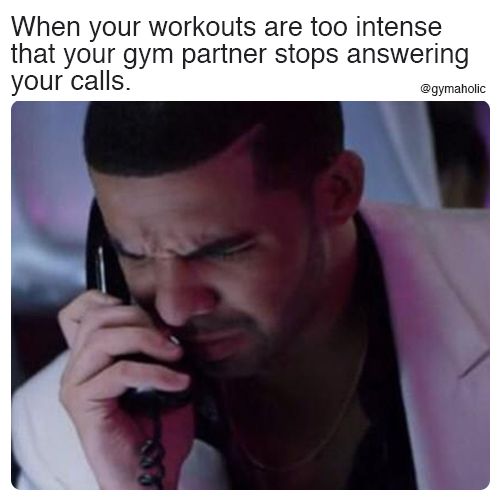 When your workouts are too intense
that your gym partner stops answering
your calls.
@gymaholic